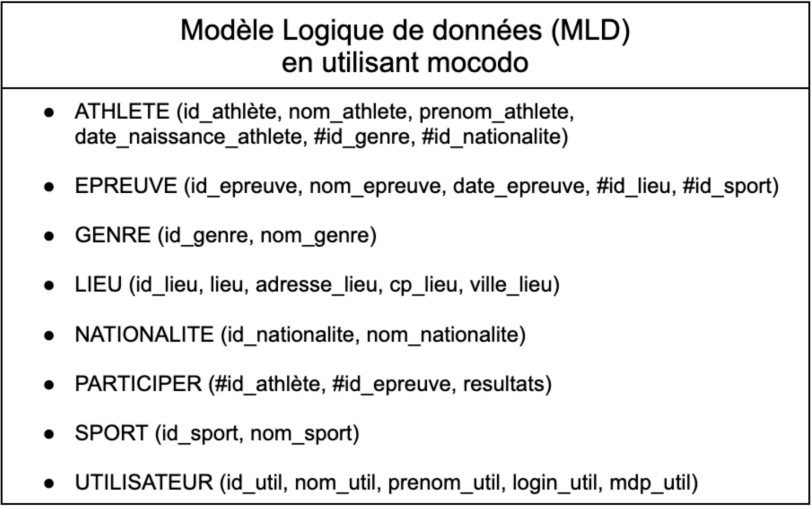 Modèle Logique de données (MLD)
en utilisant mocodo
● ATHLETE (id_athlète, nom_athlete, prenom_athlete,
date_naissance_athlete, #id_genre, #id_nationalite)
● EPREUVE (id_epreuve, nom_epreuve, date_epreuve, #id_lieu, #id_sport)
● GENRE (id_genre, nom_genre)
● LIEU (id_lieu, lieu, adresse_lieu, cp_lieu, ville_lieu)
● NATIONALITE (id_nationalite, nom_nationalite)
● PARTICIPER (#id_athlète, #id_epreuve, resultats)
● SPORT (id_sport, nom_sport)
● UTILISATEUR (id_util, nom_util, prenom_util, login_util, mdp_util)